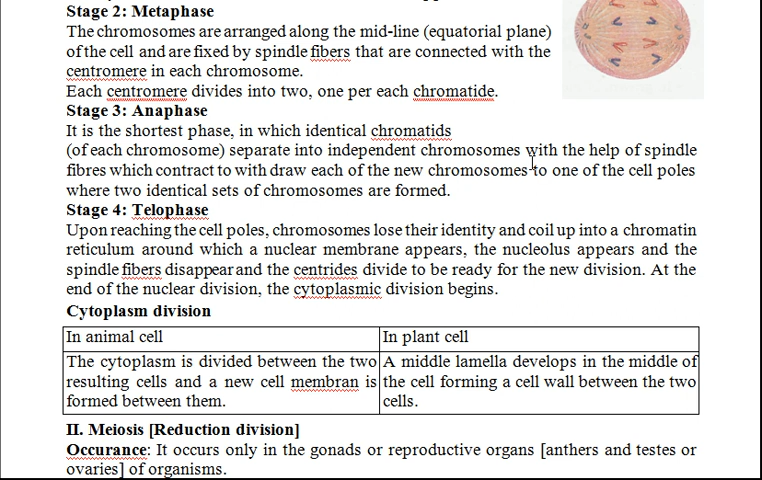 Stage 2: Metaphase
The chromosomes are arranged along the mid-line (equatorial plane)
of the cell and are fixed by spindle fibers that are connected with the
centromere in each chromosome.
Each centromere divides into two, one per each chromatide.
Stage 3: Anaphase
It is the shortest phase, in which identical chromatids
(of each chromosome) separate into independent chromosomes with the help of spindle
fibres which contract to with draw each of the new chromosomes to one of the cell poles
where two identical sets of chromosomes are formed.
Stage 4: Telophase
Upon reaching the cell poles, chromosomes lose their identity and coil up into a chromatin
reticulum around which a nuclear membrane appears, the nucleolus appears and the
spindle fibers disappear and the centrides divide to be ready for the new division. At the
end of the nuclear division, the cytoplasmic division begins.
Cytoplasm division
In animal cell
In plant cell
The cytoplasm is divided between the two
resulting cells and a new cell membran is
formed between them.
A middle lamella develops in the middle of
the cell forming a cell wall between the two
cells.
II. Meiosis [Reduction division]
Occurance: It occurs only in the gonads or reproductive organs [anthers and testes or
ovaries] of organisms.